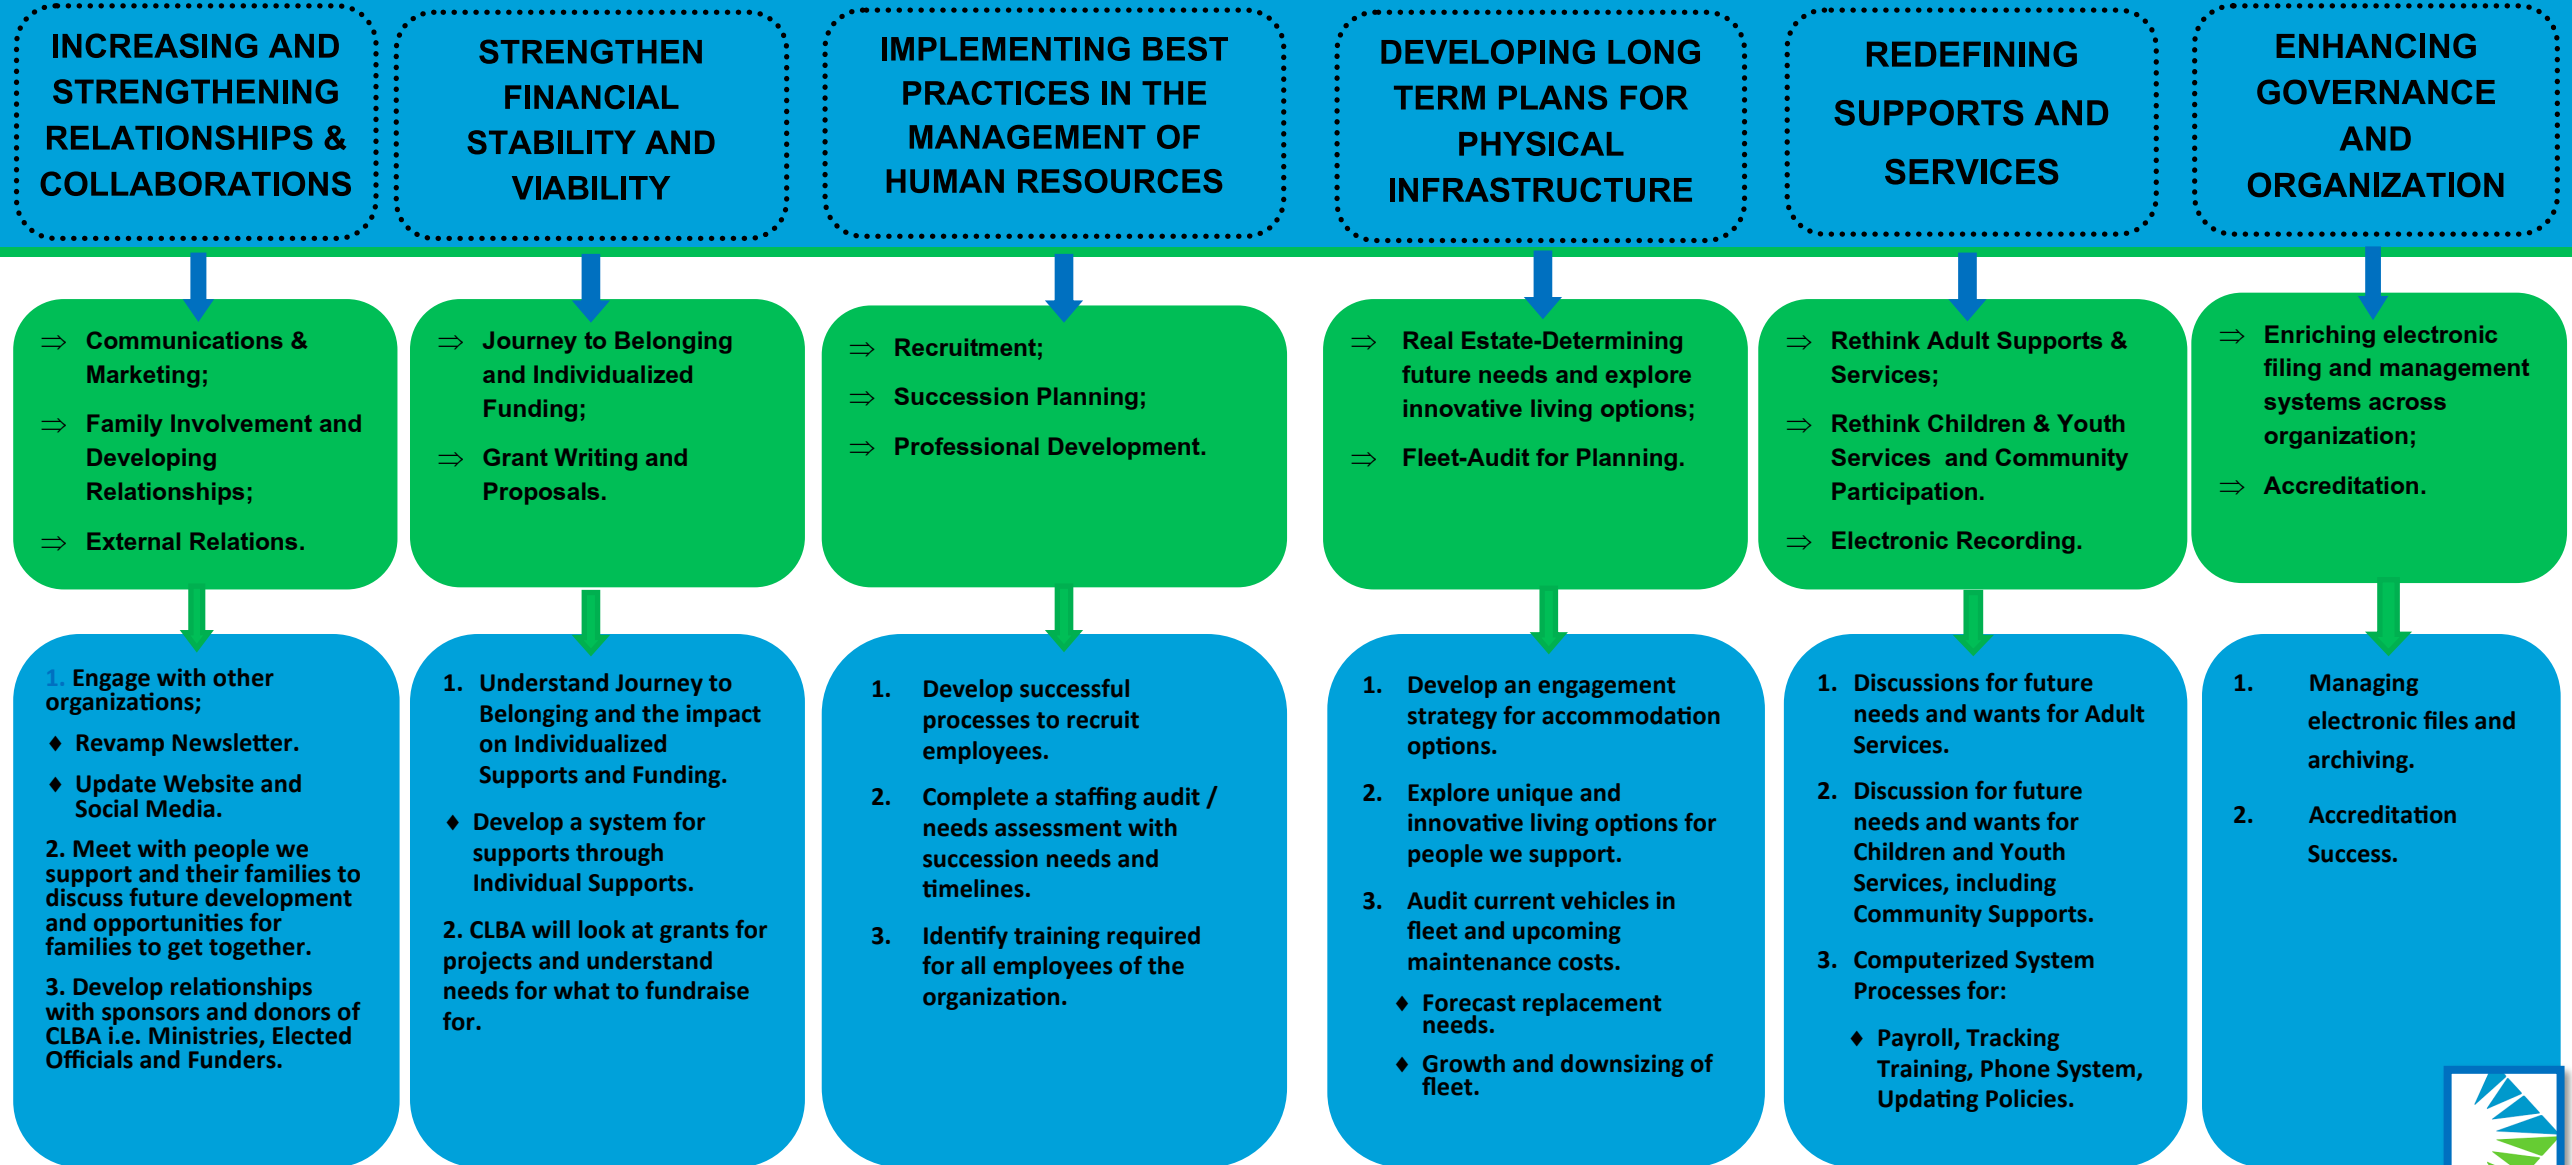 INCREASING AND
STRENGTHENING
RELATIONSHIPS &
COLLABORATIONS
STRENGTHEN
FINANCIAL
STABILITY AND
VIABILITY
IMPLEMENTING BEST
PRACTICES IN THE
MANAGEMENT OF
HUMAN RESOURCES
DEVELOPING LONG
TERM PLANS FOR
PHYSICAL
INFRASTRUCTURE
REDEFINING
SUPPORTS AND
SERVICES
ENHANCING
GOVERNANCE
AND
ORGANIZATION
⇒ Communications &
Marketing;
⇒ Family Involvement and
Developing
Relationships;
⇒ External Relations.
⇒ Journey to Belonging
and Individualized
Funding;
⇒ Grant Writing and
Proposals.
⇒ Recruitment;
⇒ Succession Planning;
⇒ Professional Development.
⇒ Real Estate-Determining
future needs and explore
innovative living options;
⇒ Fleet-Audit for Planning.
⇒ Rethink Adult Supports &
Services;
⇒ Rethink Children & Youth
Services and Community
Participation.
⇒ Electronic Recording.
⇒ Enriching electronic
filing and management
systems across
organization;
⇒ Accreditation.
1. Engage with other
organizations;
♦ Revamp Newsletter.
♦ Update Website and
Social Media.
2. Meet with people we
support and their families to
discuss future development
and opportunities for
families to get together.
3. Develop relationships
with sponsors and donors of
CLBA i.e. Ministries, Elected
Officials and Funders.
1. Understand Journey to
Belonging and the impact
on Individualized
Supports and Funding.
♦ Develop a system for
supports through
Individual Supports.
2. CLBA will look at grants for
projects and understand
needs for what to fundraise
for.
1. Develop successful
processes to recruit
employees.
2. Complete a staffing audit /
needs assessment with
succession needs and
timelines.
3. Identify training required
for all employees of the
organization.
1. Develop an engagement
strategy for accommodation
options.
2. Explore unique and
innovative living options for
people we support.
3. Audit current vehicles in
fleet and upcoming
maintenance costs.
♦ Forecast replacement
needs.
♦ Growth and downsizing of
fleet.
1. Discussions for future
needs and wants for Adult
Services.
2. Discussion for future
needs and wants for
Children and Youth
Services, including
Community Supports.
3. Computerized System
Processes for:
♦ Payroll, Tracking
Training, Phone System,
Updating Policies.
1. Managing
electronic files and
archiving.
2. Accreditation
Success.